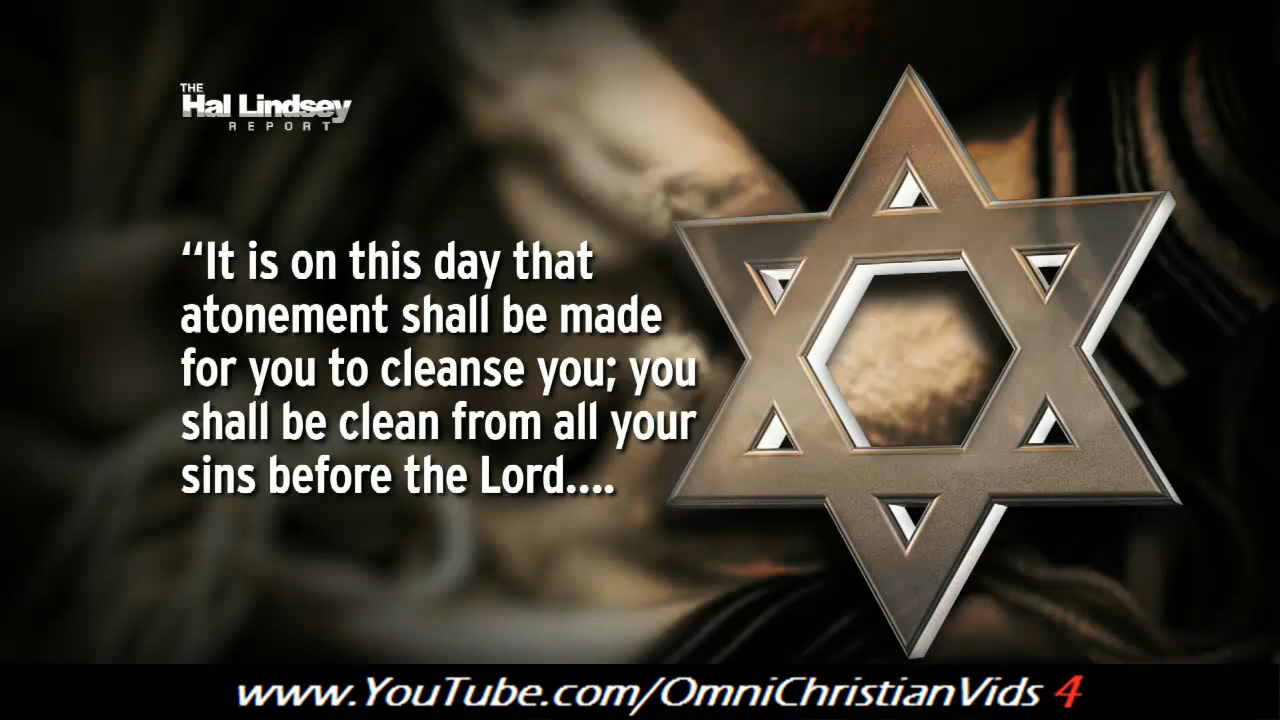 THE
Hal Lindsey
REPORT
“It is on this day that
atonement shall be made
for you to cleanse you; you
shall be clean from all your
sins before the Lord....
www.YouTube.com/OmniChristianVids 4